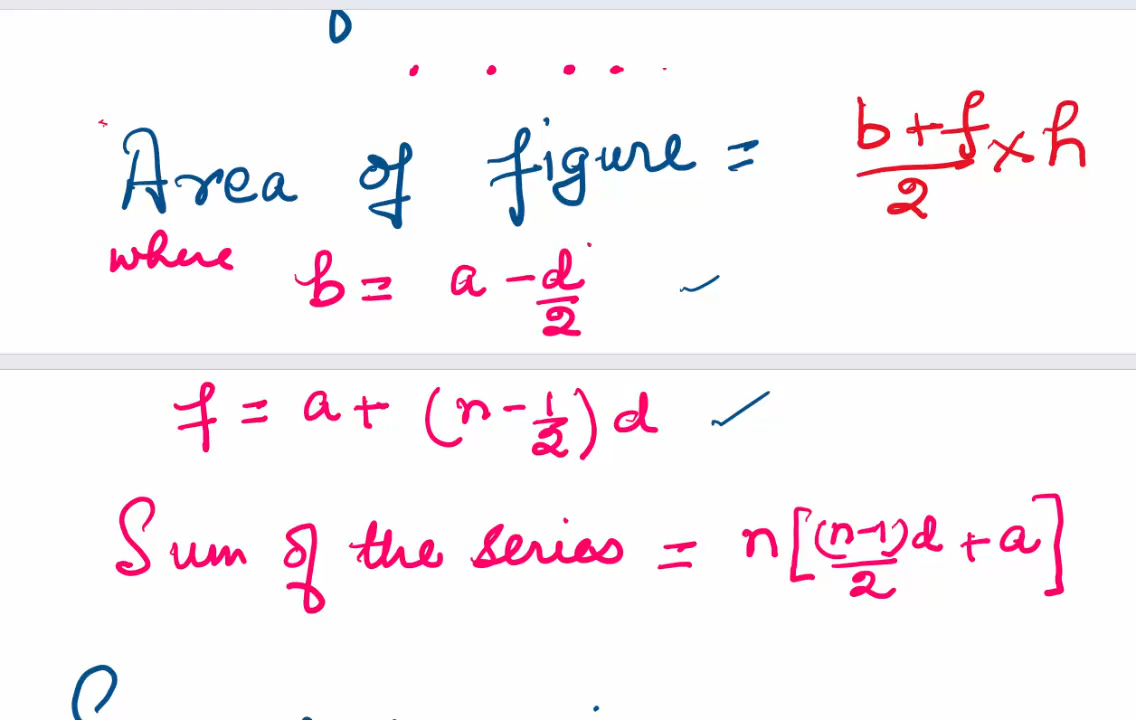 Area of figure = b+f/2 × h
where b = a - d/2
f = a + (n - 1/2) d
Sum of the series = n[(n-1)d/2 + a]